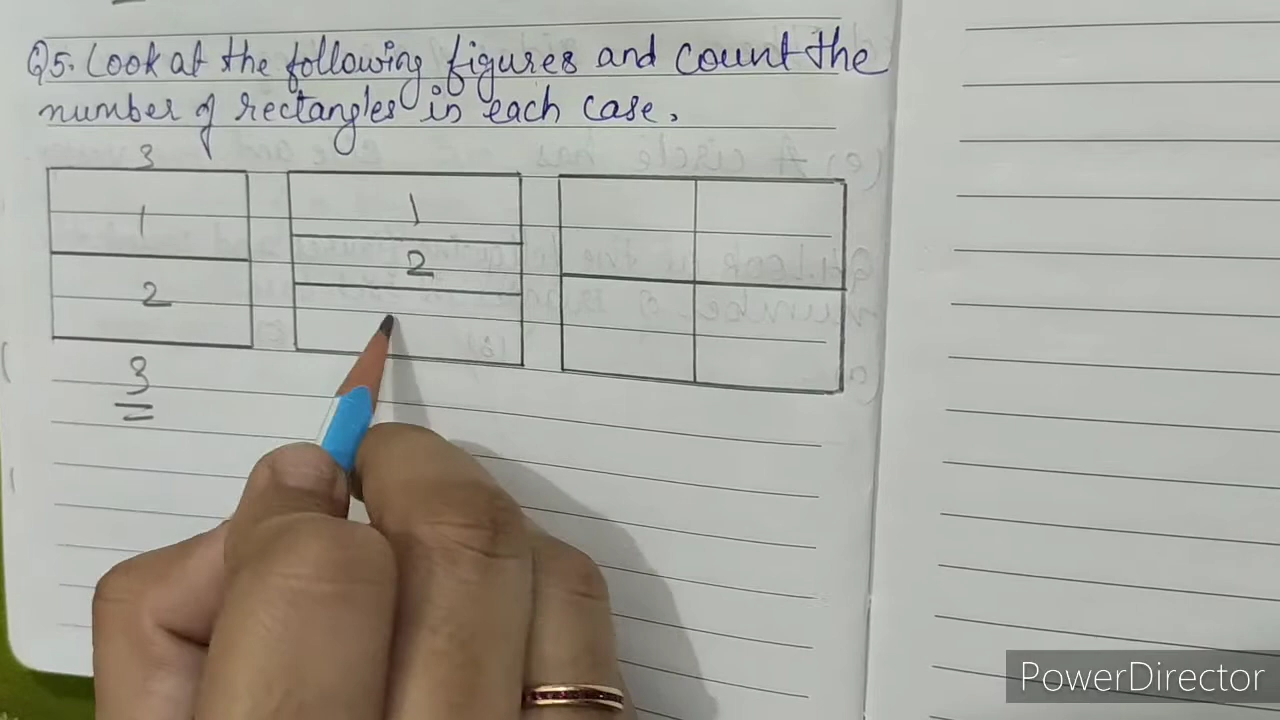 Q5. Look at the following figures and count the
number of rectangles in each case.
3
1
2
3
1
2
PowerDirector